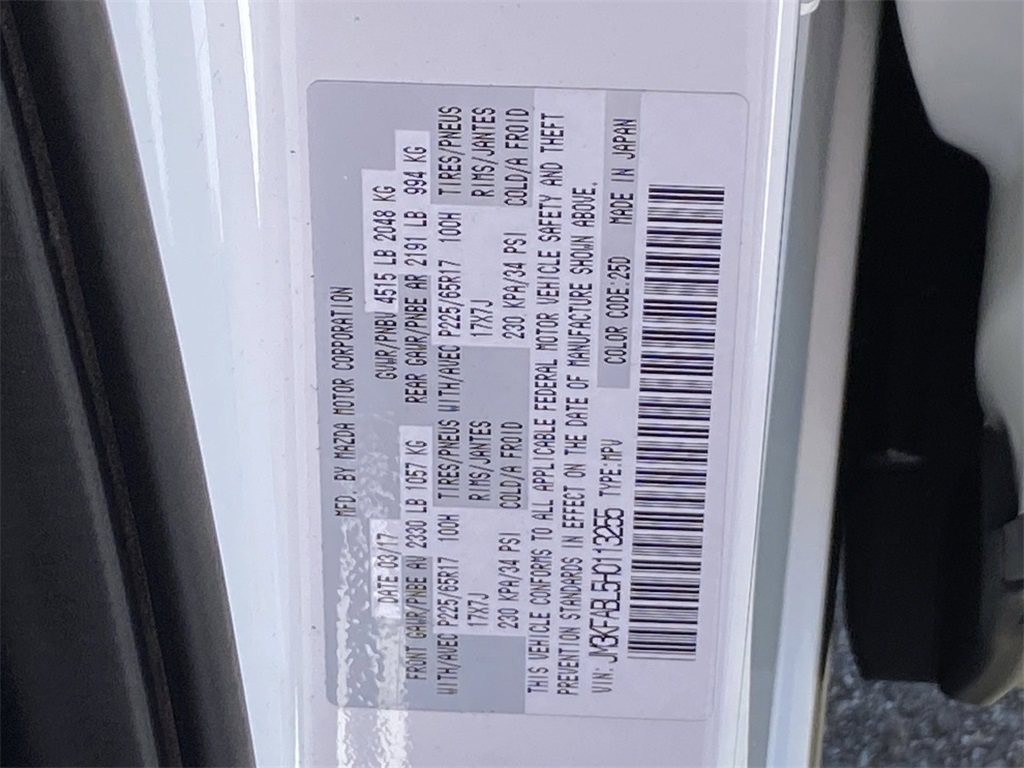 MFD BY MAZDA MOTOR CORPORATION
DATE 03/17 GVWR/PNBV 4515 LB 2048 KG
FRONT GAWR/PNBE AV 2330 LB 1057 KG REAR GAWR/PNBE AR 2191 LB 994 KG
WITH/AVEC P225/65R17 100H TIRES/PNEUS WITH/AVEC P225/65R17 100H TIRES/PNEUS
17X7J RIMS/JANTES 17X7J RIMS/JANTES
230 KPA/34 PSI COLD/A FROID 230 KPA/34 PSI COLD/A FROID
THIS VEHICLE CONFORMS TO ALL APPLICABLE FEDERAL MOTOR VEHICLE SAFETY AND THEFT
PREVENTION STANDARDS IN EFFECT ON THE DATE OF MANUFACTURE SHOWN ABOVE.
VIN: JM3KFABL5H0113255 TYPE:MPV COLOR CODE:25D MADE IN JAPAN